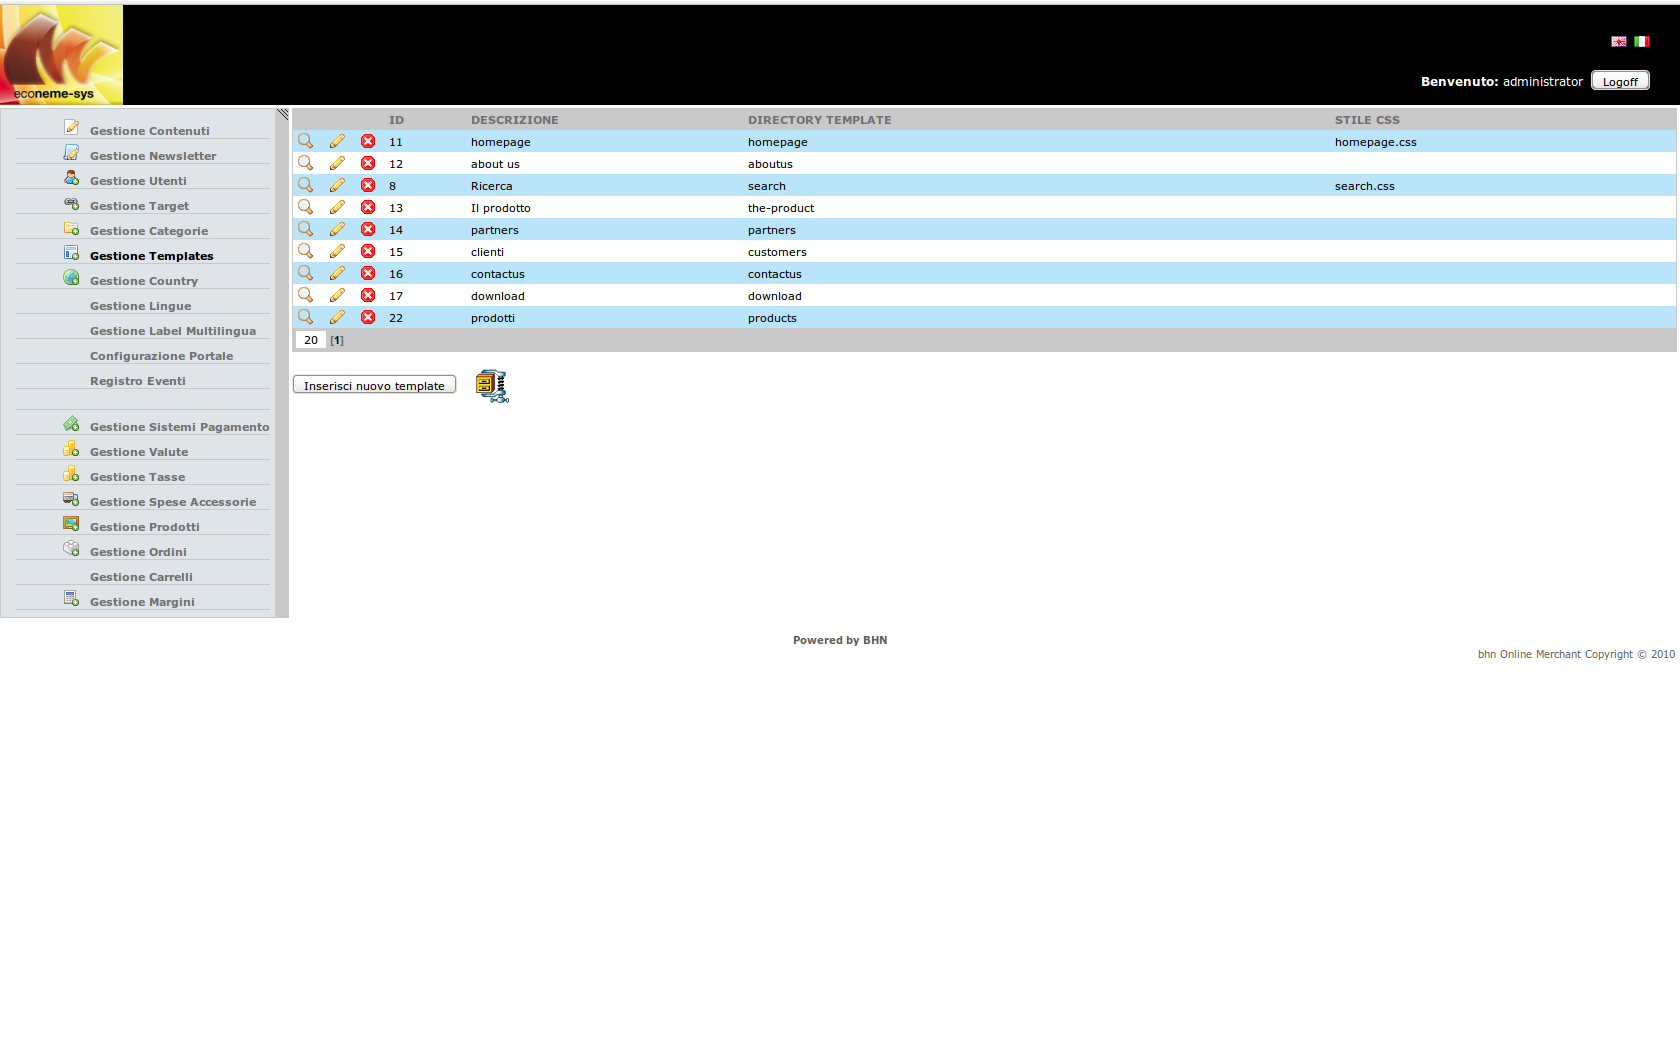 econeme-sys
Benvenuto: administrator Logoff
Gestione Contenuti
Gestione Newsletter
Gestione Utenti
Gestione Target
Gestione Categorie
Gestione Templates
Gestione Country
Gestione Lingue
Gestione Label Multilingua
Configurazione Portale
Registro Eventi
Gestione Sistemi Pagamento
Gestione Valute
Gestione Tasse
Gestione Spese Accessorie
Gestione Prodotti
Gestione Ordini
Gestione Carrelli
Gestione Margini
ID DESCRIZIONE DIRECTORY TEMPLATE STILE CSS
11 homepage homepage homepage.css
12 about us aboutus
8 Ricerca search search.css
13 Il prodotto the-product
14 partners partners
15 clienti customers
16 contactus contactus
17 download download
22 prodotti products
20 [1]
Inserisci nuovo template
Powered by BHN
bhn Online Merchant Copyright © 2010